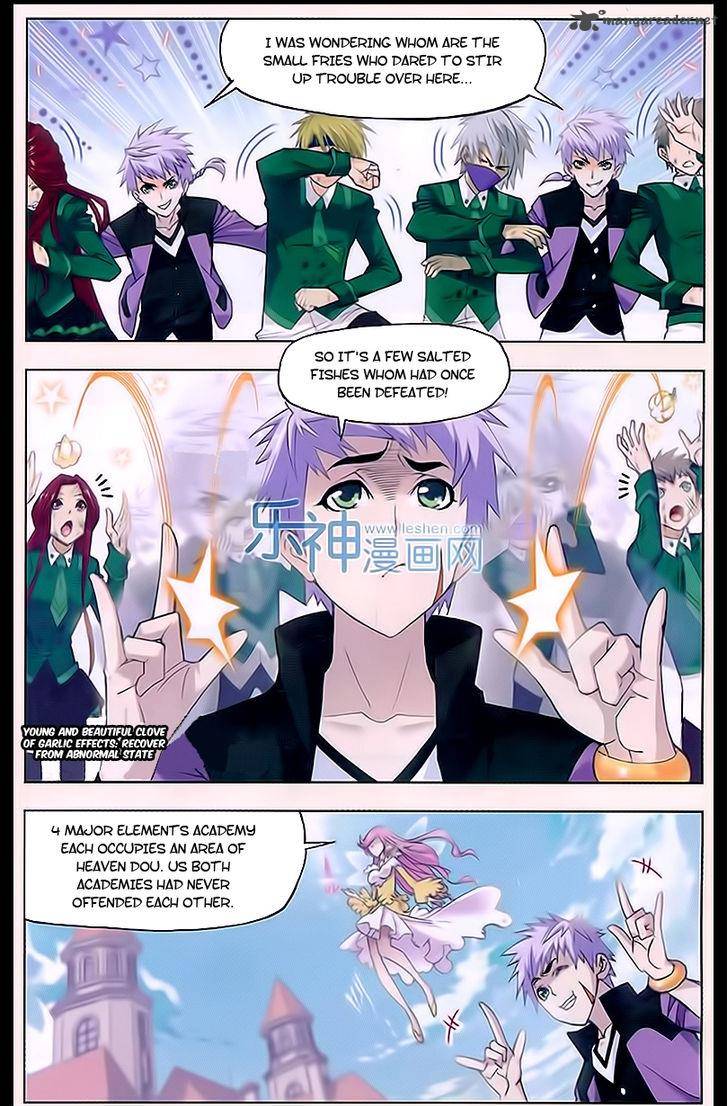 mangareader.net
I WAS WONDERING WHOM ARE THE
SMALL FRIES WHO DARED TO STIR
UP TROUBLE OVER HERE...
SO IT'S A FEW SALTED
FISHES WHOM HAD ONCE
BEEN DEFEATED!
乐神漫画网
www.leshen.com
YOUNG AND BEAUTIFUL CLOVE
OF GARLIC EFFECTS: RECOVER
FROM ABNORMAL STATE
4 MAJOR ELEMENTS ACADEMY
EACH OCCUPIES AN AREA OF
HEAVEN DOU. US BOTH
ACADEMIES HAD NEVER
OFFENDED EACH OTHER.